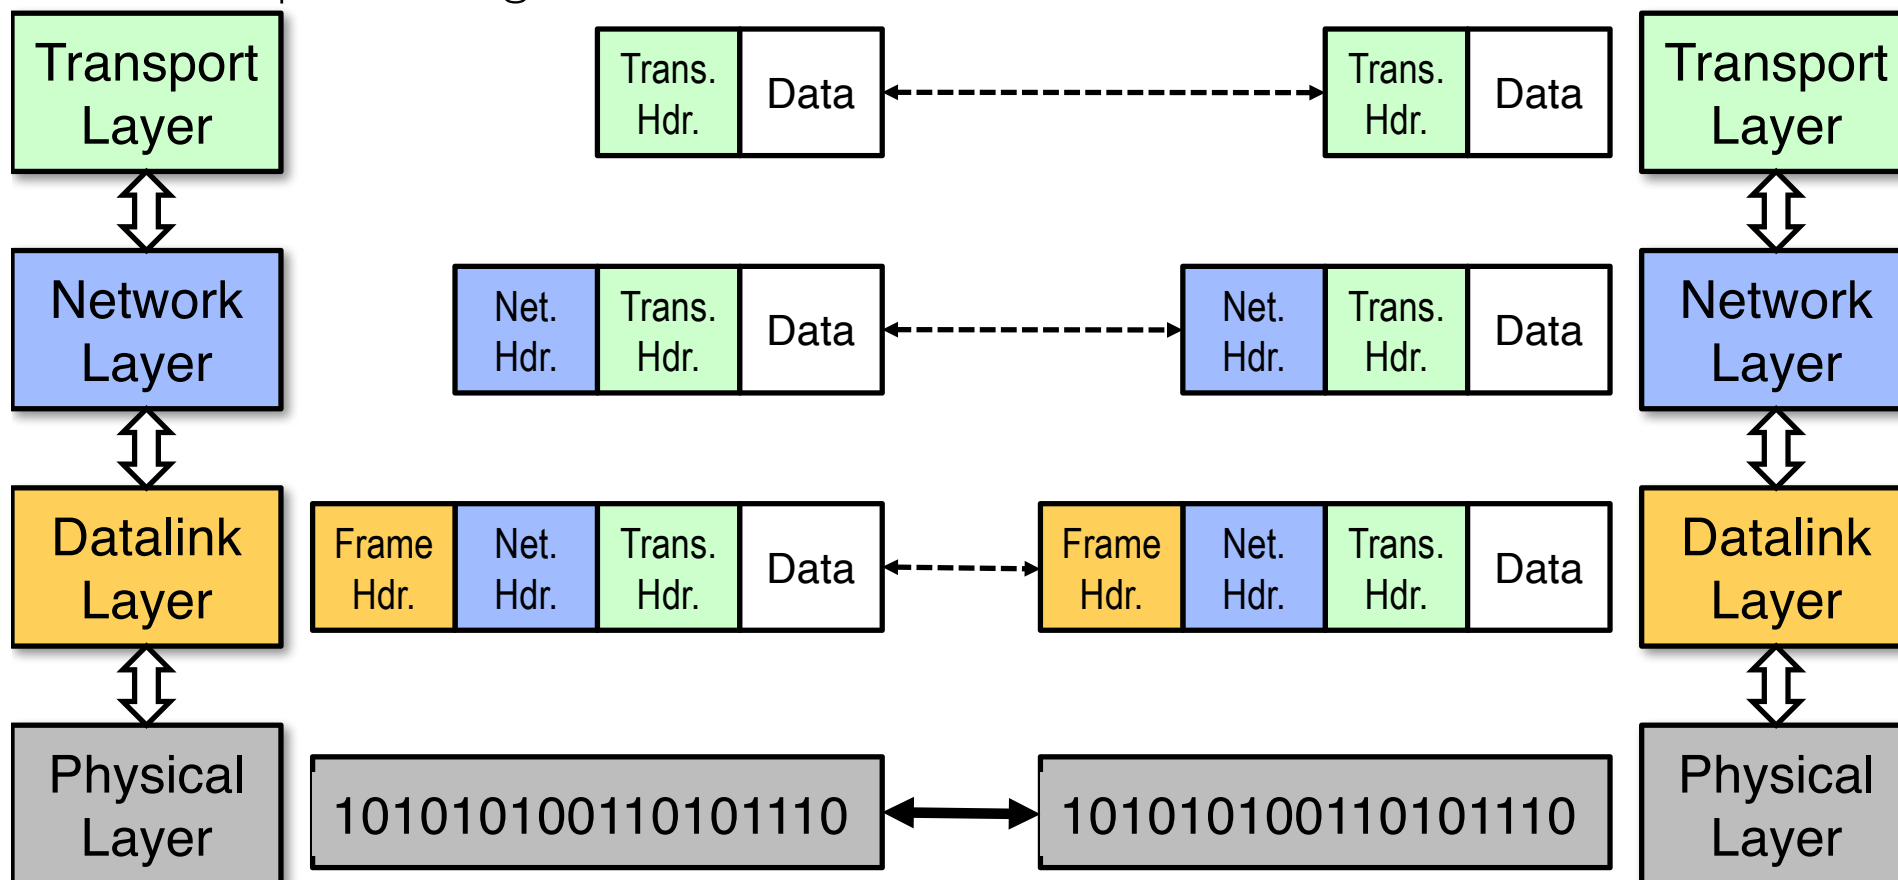 Transport Layer
Trans. Hdr.
Data
Trans. Hdr.
Data
Transport Layer
Network Layer
Net. Hdr.
Trans. Hdr.
Data
Net. Hdr.
Trans. Hdr.
Data
Network Layer
Datalink Layer
Frame Hdr.
Net. Hdr.
Trans. Hdr.
Data
Frame Hdr.
Net. Hdr.
Trans. Hdr.
Data
Datalink Layer
Physical Layer
101010100110101110
101010100110101110
Physical Layer